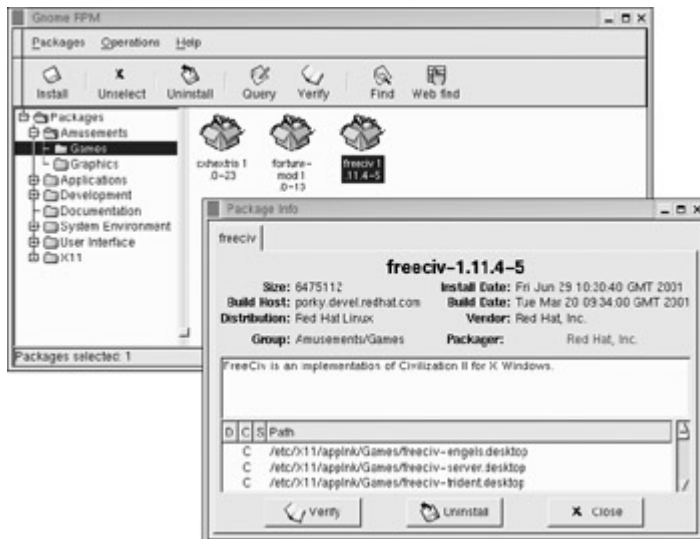 Gnome RPM
Packages Operations Help
Install Unselect Uninstall Query Verify Find Web find
Packages
Amusements
Games
Graphics
Applications
Development
Documentation
System Environment
User Interface
X11
cxhextris 1
.0-23
fortune-
mod 1
.0-13
freeciv 1
.11.4-5
Packages selected: 1
Package Info
freeciv
freeciv-1.11.4-5
Size: 6475112 Install Date: Fri Jun 29 10:20:40 GMT 2001
Build Host: porky.devel.redhat.com Build Date: Tue Mar 20 09:34:00 GMT 2001
Distribution: Red Hat Linux Vendor: Red Hat, Inc.
Group: Amusements/Games Packager: Red Hat, Inc.
FreeCiv is an implementation of Civilization II for X Windows.
D C S Path
C /etc/X11/applnk/Games/freeciv-engels.desktop
C /etc/X11/applnk/Games/freeciv-server.desktop
C /etc/X11/applnk/Games/freeciv-trident.desktop
Verify Uninstall Close